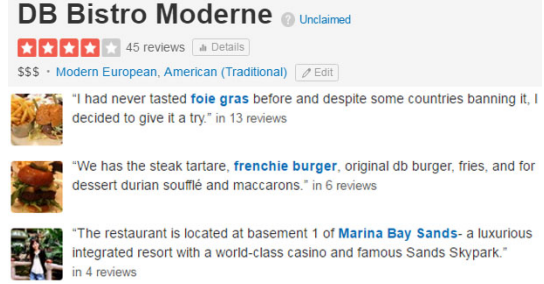 DB Bistro Moderne ? Unclaimed
45 reviews Details
$$$ · Modern European, American (Traditional) Edit
“I had never tasted foie gras before and despite some countries banning it, I
decided to give it a try.” in 13 reviews
“We has the steak tartare, frenchie burger, original db burger, fries, and for
dessert durian soufflé and maccarons.” in 6 reviews
“The restaurant is located at basement 1 of Marina Bay Sands- a luxurious
integrated resort with a world-class casino and famous Sands Skypark.”
in 4 reviews